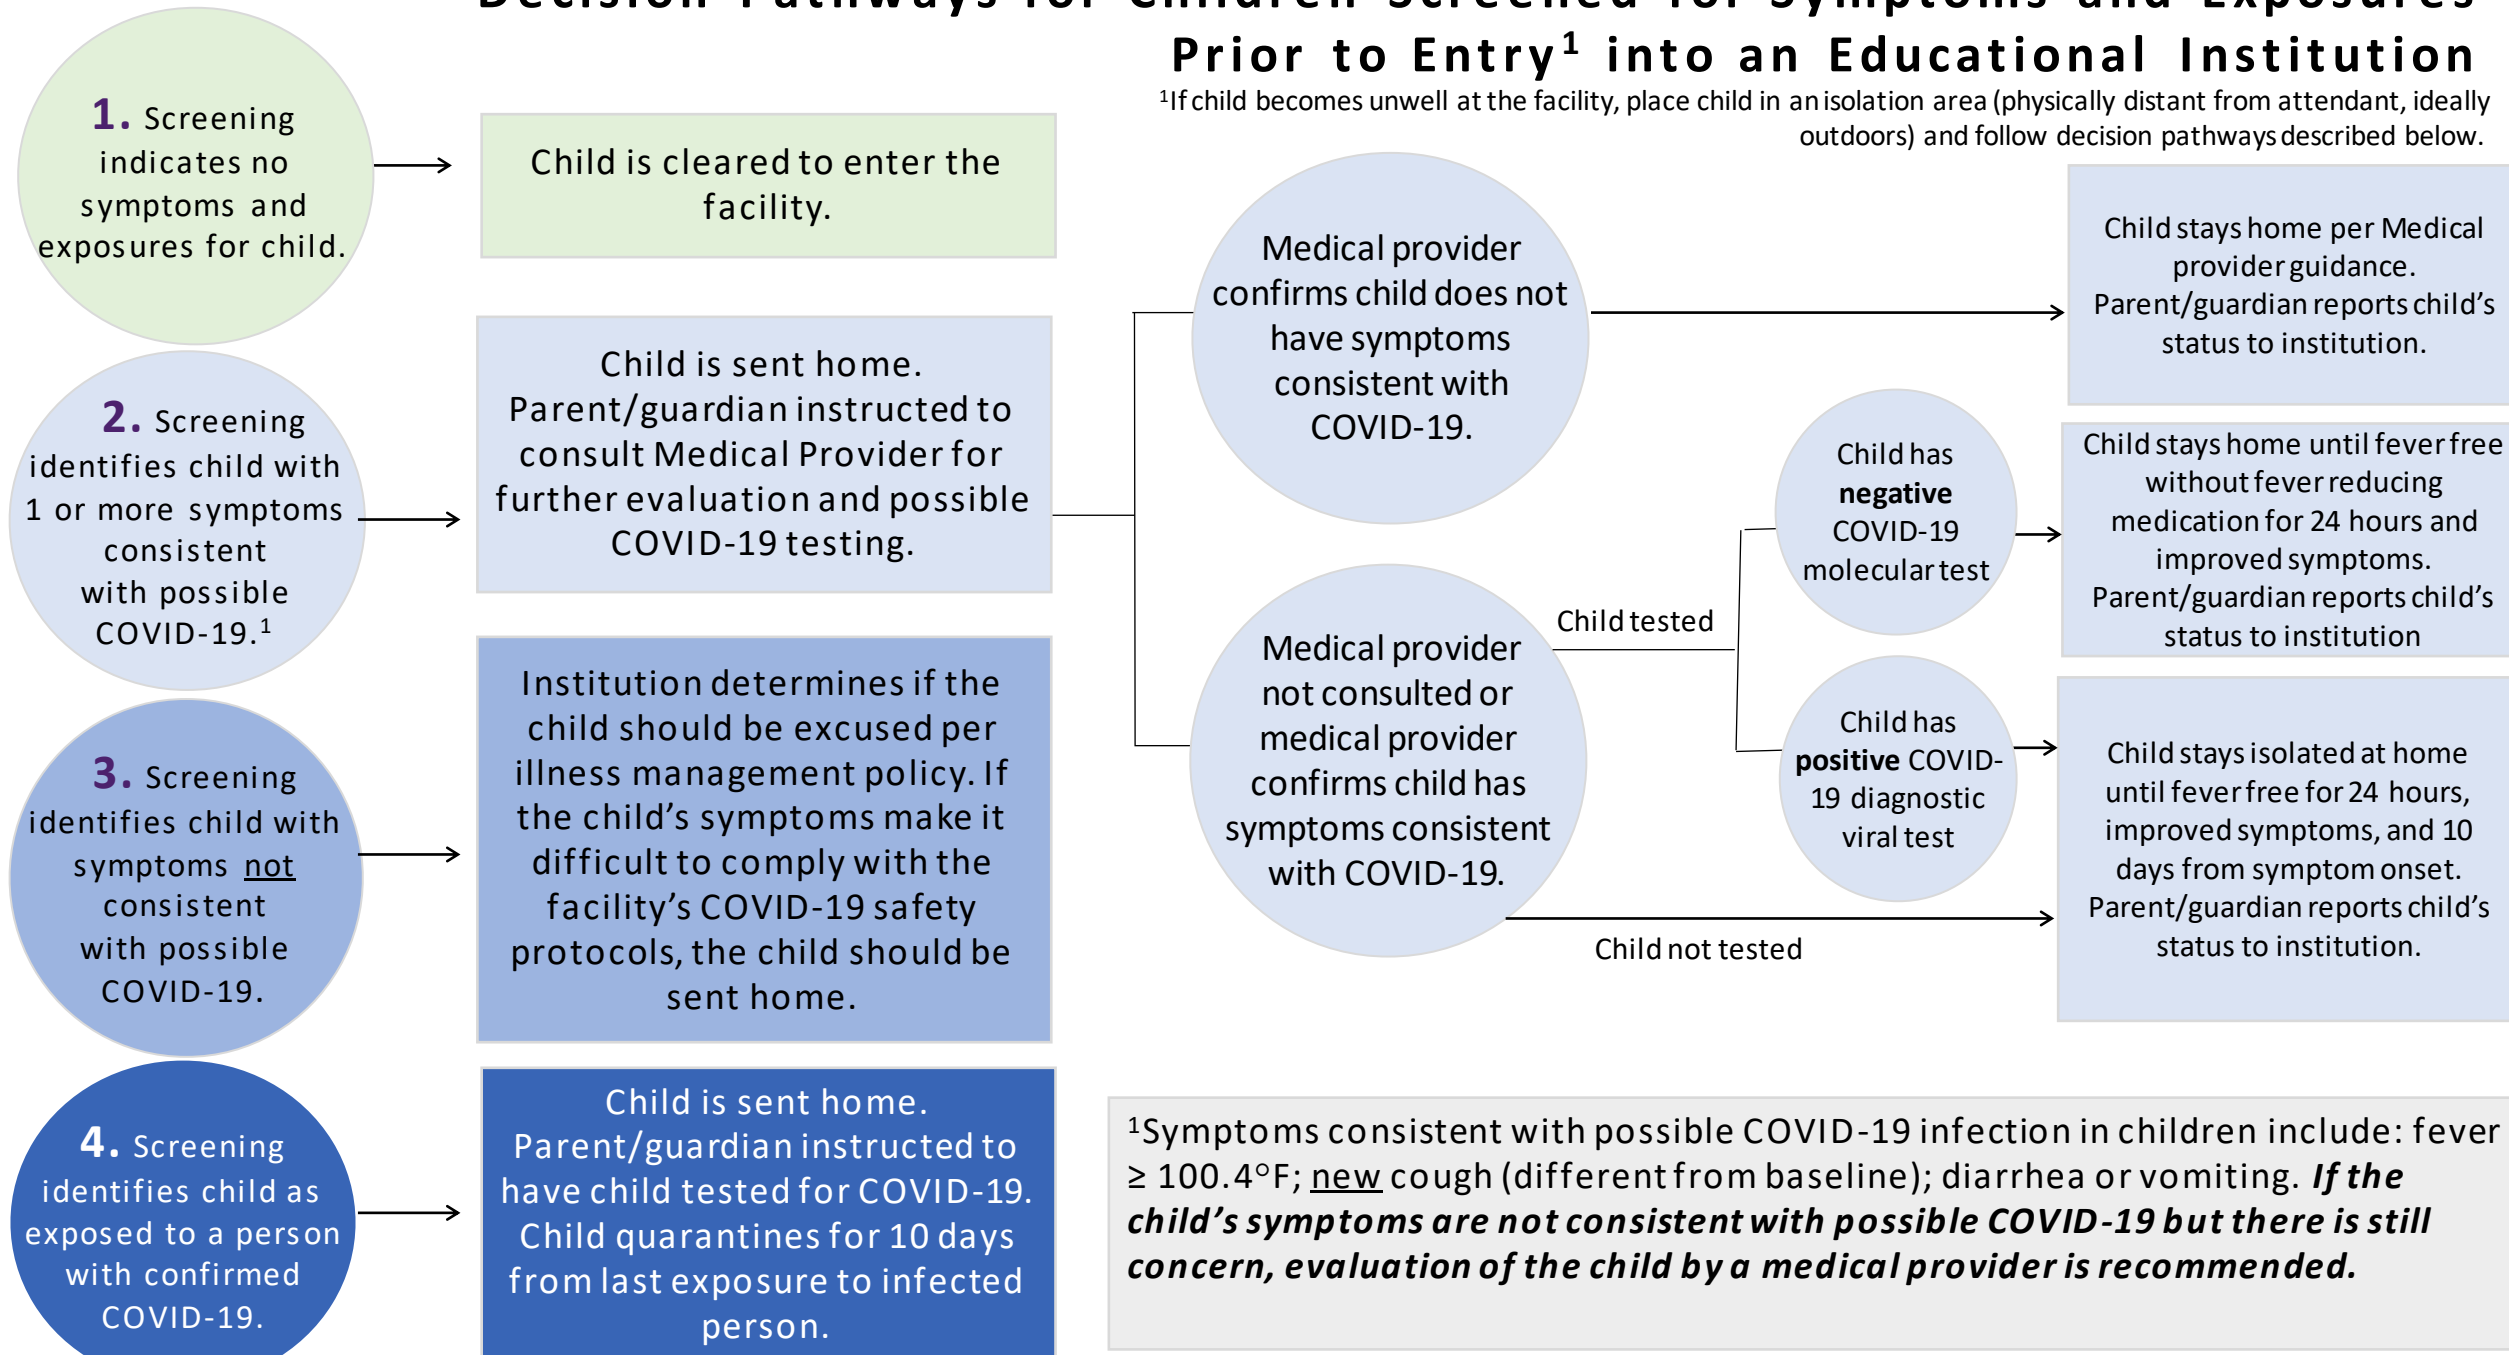 Decision Pathways for Children Screened for Symptoms and Exposures
Prior to Entry¹ into an Educational Institution
¹If child becomes unwell at the facility, place child in an isolation area (physically distant from attendant, ideally
outdoors) and follow decision pathways described below.
1. Screening
indicates no
symptoms and
exposures for child.
Child is cleared to enter the
facility.
2. Screening
identifies child with
1 or more symptoms
consistent
with possible
COVID-19.¹
Child is sent home.
Parent/guardian instructed to
consult Medical Provider for
further evaluation and possible
COVID-19 testing.
Medical provider
confirms child does not
have symptoms
consistent with
COVID-19.
Child stays home per Medical
provider guidance.
Parent/guardian reports child's
status to institution.
Medical provider
not consulted or
medical provider
confirms child has
symptoms consistent
with COVID-19.
Child tested
Child has
negative
COVID-19
molecular test
Child stays home until fever free
without fever reducing
medication for 24 hours and
improved symptoms.
Parent/guardian reports child's
status to institution
Child has
positive COVID-
19 diagnostic
viral test
Child stays isolated at home
until fever free for 24 hours,
improved symptoms, and 10
days from symptom onset.
Parent/guardian reports child's
status to institution.
Child not tested
3. Screening
identifies child with
symptoms not
consistent
with possible
COVID-19.
Institution determines if the
child should be excused per
illness management policy. If
the child's symptoms make it
difficult to comply with the
facility's COVID-19 safety
protocols, the child should be
sent home.
4. Screening
identifies child as
exposed to a person
with confirmed
COVID-19.
Child is sent home.
Parent/guardian instructed to
have child tested for COVID-19.
Child quarantines for 10 days
from last exposure to infected
person.
¹Symptoms consistent with possible COVID-19 infection in children include: fever
≥ 100.4°F; new cough (different from baseline); diarrhea or vomiting. If the
child's symptoms are not consistent with possible COVID-19 but there is still
concern, evaluation of the child by a medical provider is recommended.